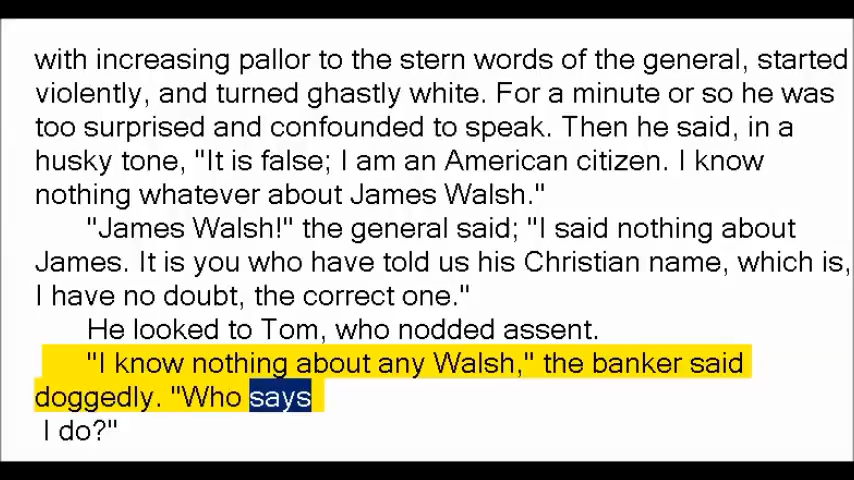 with increasing pallor to the stern words of the general, started
violently, and turned ghastly white. For a minute or so he was
too surprised and confounded to speak. Then he said, in a
husky tone, "It is false; I am an American citizen. I know
nothing whatever about James Walsh."
"James Walsh!" the general said; "I said nothing about
James. It is you who have told us his Christian name, which is,
I have no doubt, the correct one."
He looked to Tom, who nodded assent.
"I know nothing about any Walsh," the banker said
doggedly. "Who says
I do?"